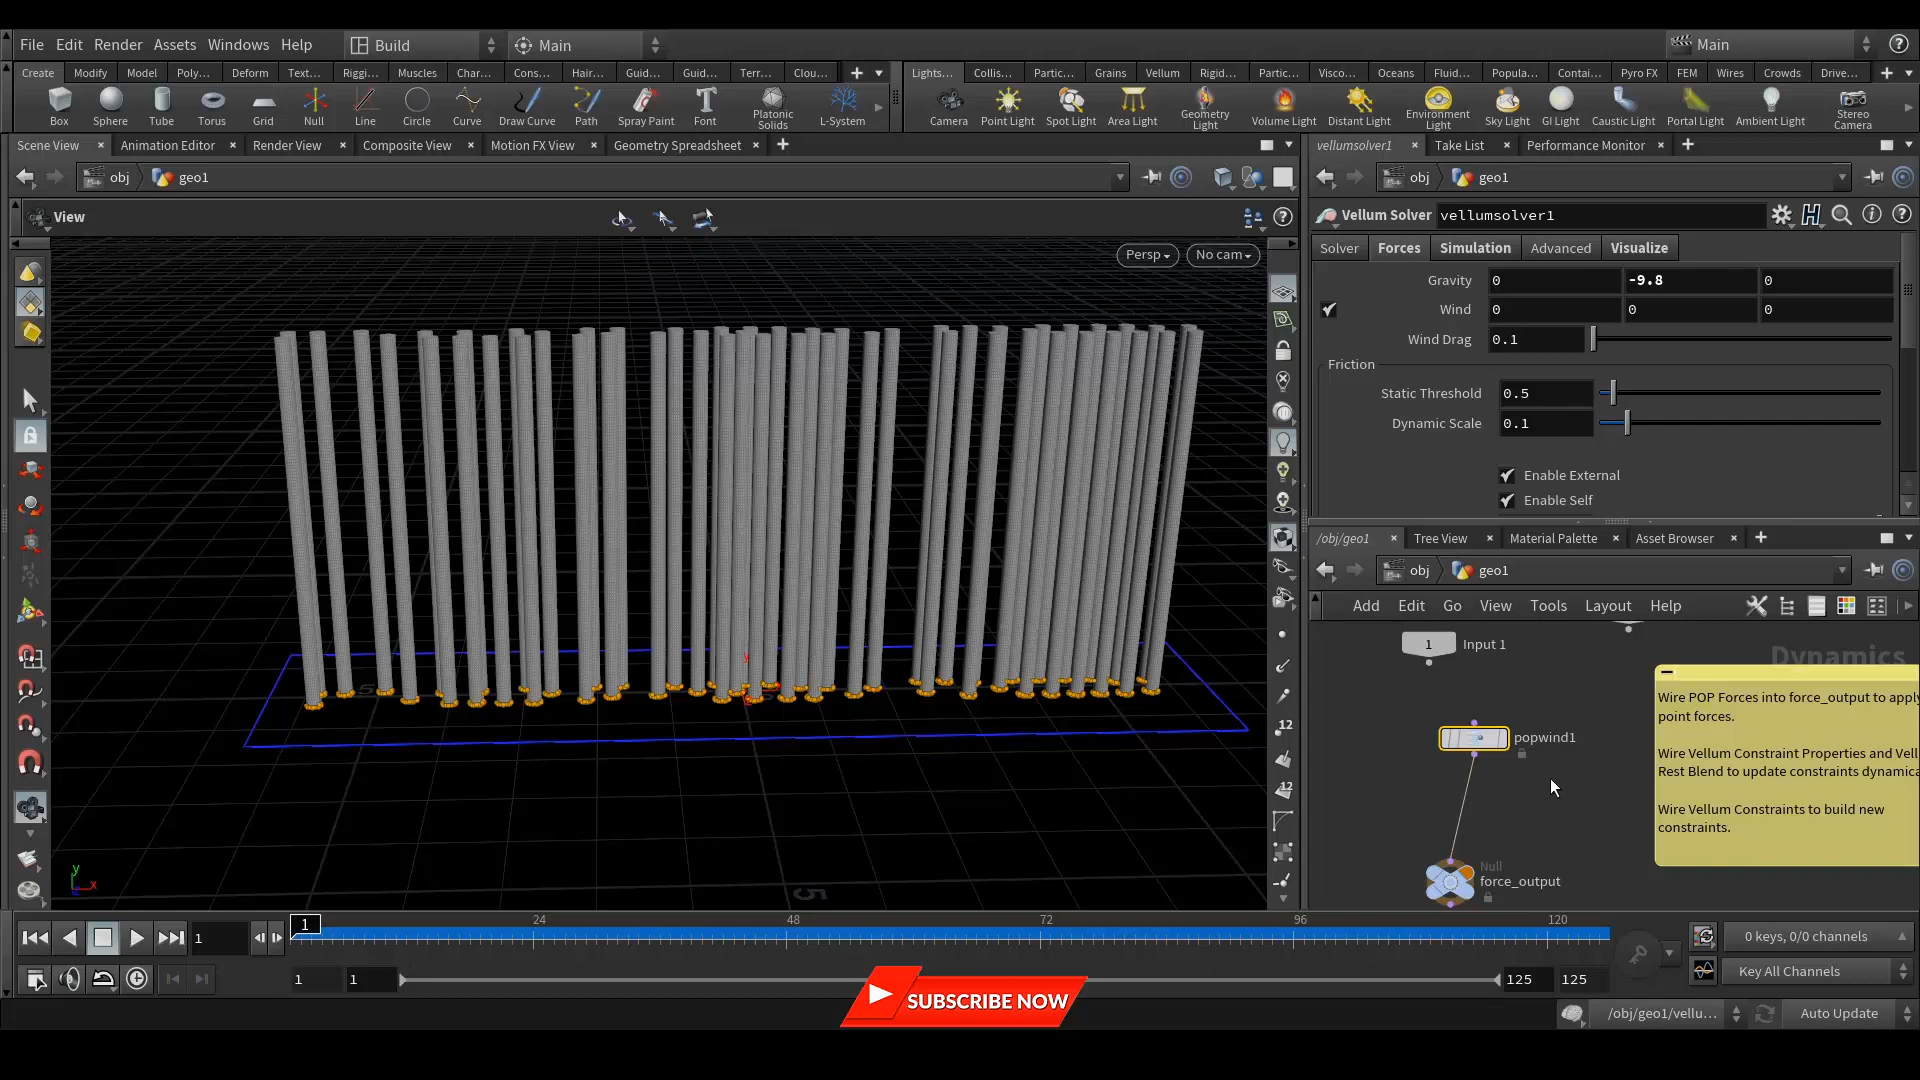 File Edit Render Assets Windows Help Build Main Main
Create Modify Model Poly... Deform Text... Riggi... Muscles Char... Cons... Hair... Guid... Guid... Terr... Clou...
Lights... Collis... Partic... Grains Vellum Rigid... Partic... Visco... Oceans Fluid... Popula... Contai... Pyro FX FEM Wires Crowds Drive...
Box Sphere Tube Torus Grid Null Line Circle Curve Draw Curve Path Spray Paint Font Platonic Solids L-System
Camera Point Light Spot Light Area Light Geometry Light Volume Light Distant Light Environment Light Sky Light GI Light Caustic Light Portal Light Ambient Light Stereo Camera
Scene View Animation Editor Render View Composite View Motion FX View Geometry Spreadsheet
vellumsolver1 Take List Performance Monitor
obj geo1
obj geo1
View
Vellum Solver vellumsolver1
Persp No cam
Solver Forces Simulation Advanced Visualize
Gravity 0 -9.8 0
Wind 0 0 0
Wind Drag 0.1
Friction
Static Threshold 0.5
Dynamic Scale 0.1
Enable External
Enable Self
/obj/geo1 Tree View Material Palette Asset Browser
obj geo1
Add Edit Go View Tools Layout Help
1 Input 1
Dynamics
Wire POP Forces into force_output to apply
point forces.
Wire Vellum Constraint Properties and Vell
Rest Blend to update constraints dynamica
Wire Vellum Constraints to build new
constraints.
popwind1
Null
force_output
12
12
5
5
y
y x
1 24 48 72 96 120
1
0 keys, 0/0 channels
1 1 125 125
Key All Channels
SUBSCRIBE NOW
/obj/geo1/vellu... Auto Update